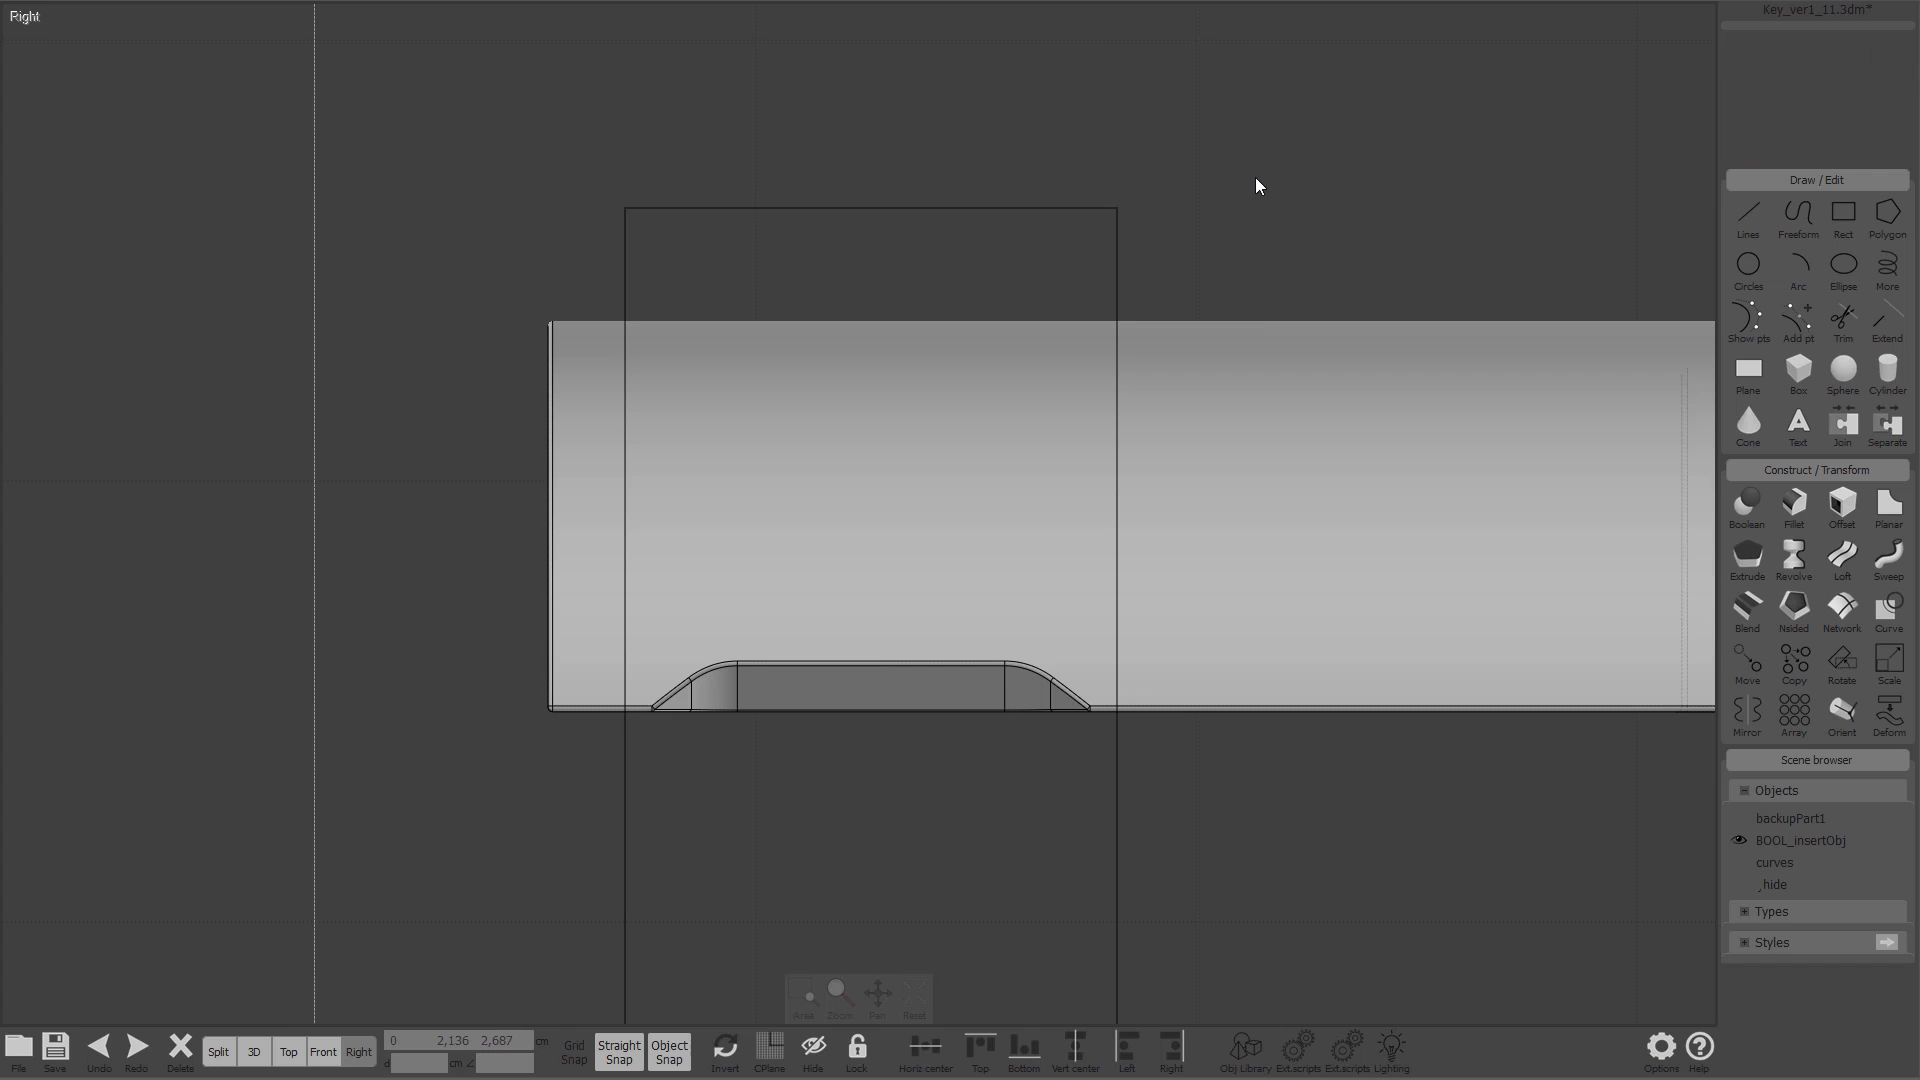 Right
Key_ver1_11.3dm*
Draw / Edit
Lines Freeform Rect Polygon
Circles Arc Ellipse More
Show pts Add pt Trim Extend
Plane Box Sphere Cylinder
Cone Text Join Separate
Construct / Transform
Boolean Fillet Offset Planar
Extrude Revolve Loft Sweep
Blend Nsided Network Curve
Move Copy Rotate Scale
Mirror Array Orient Deform
Scene browser
Objects
backupPart1
BOOL_insertObj
curves
_hide
Types
Styles
Area Zoom Pan Reset
File Save Undo Redo Delete
Split 3D Top Front Right
0 2,136 2,687 cm
d cm ∠
Grid Snap
Straight Snap
Object Snap
Invert CPlane Hide Lock
Horiz center Top Bottom Vert center Left Right
Obj Library Ext.scripts Ext.scripts Lighting
Options Help